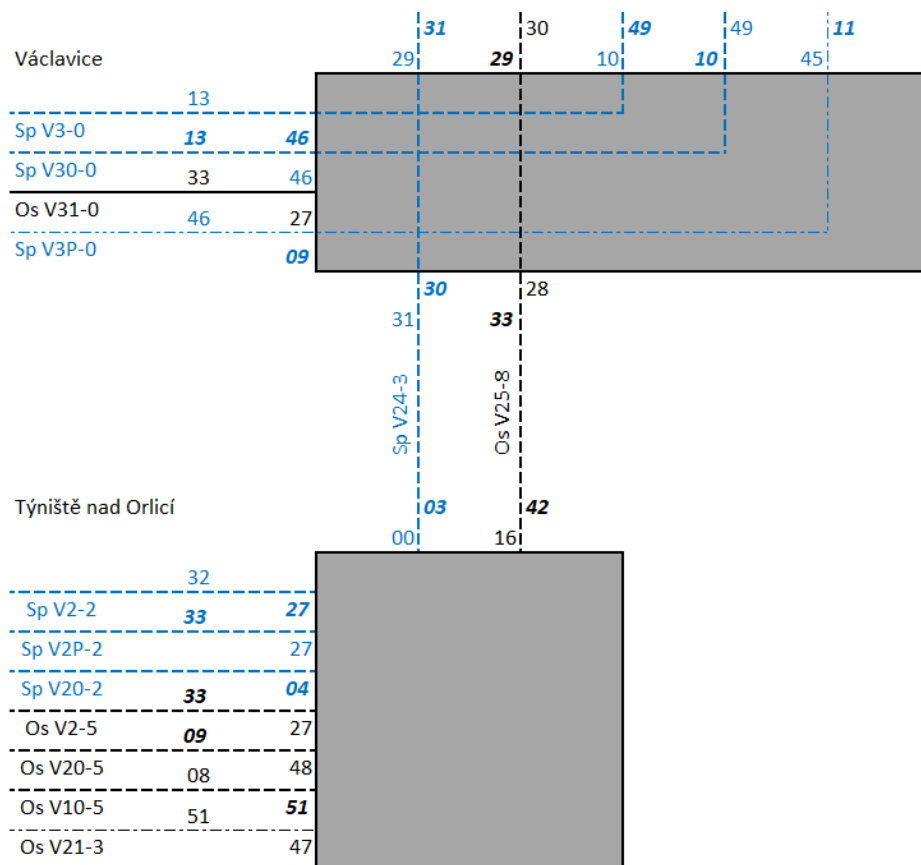 31 30 49 49 11
Václavice 29 29 10 10 45
13
Sp V3-0 13 46
Sp V30-0 33 46
Os V31-0 46 27
Sp V3P-0 09
30 28
31 33
Sp V24-3 Os V25-8
Týniště nad Orlicí 03 42
00 16
32
Sp V2-2 33 27
Sp V2P-2 27
Sp V20-2 33 04
Os V2-5 09 27
Os V20-5 08 48
Os V10-5 51 51
Os V21-3 47